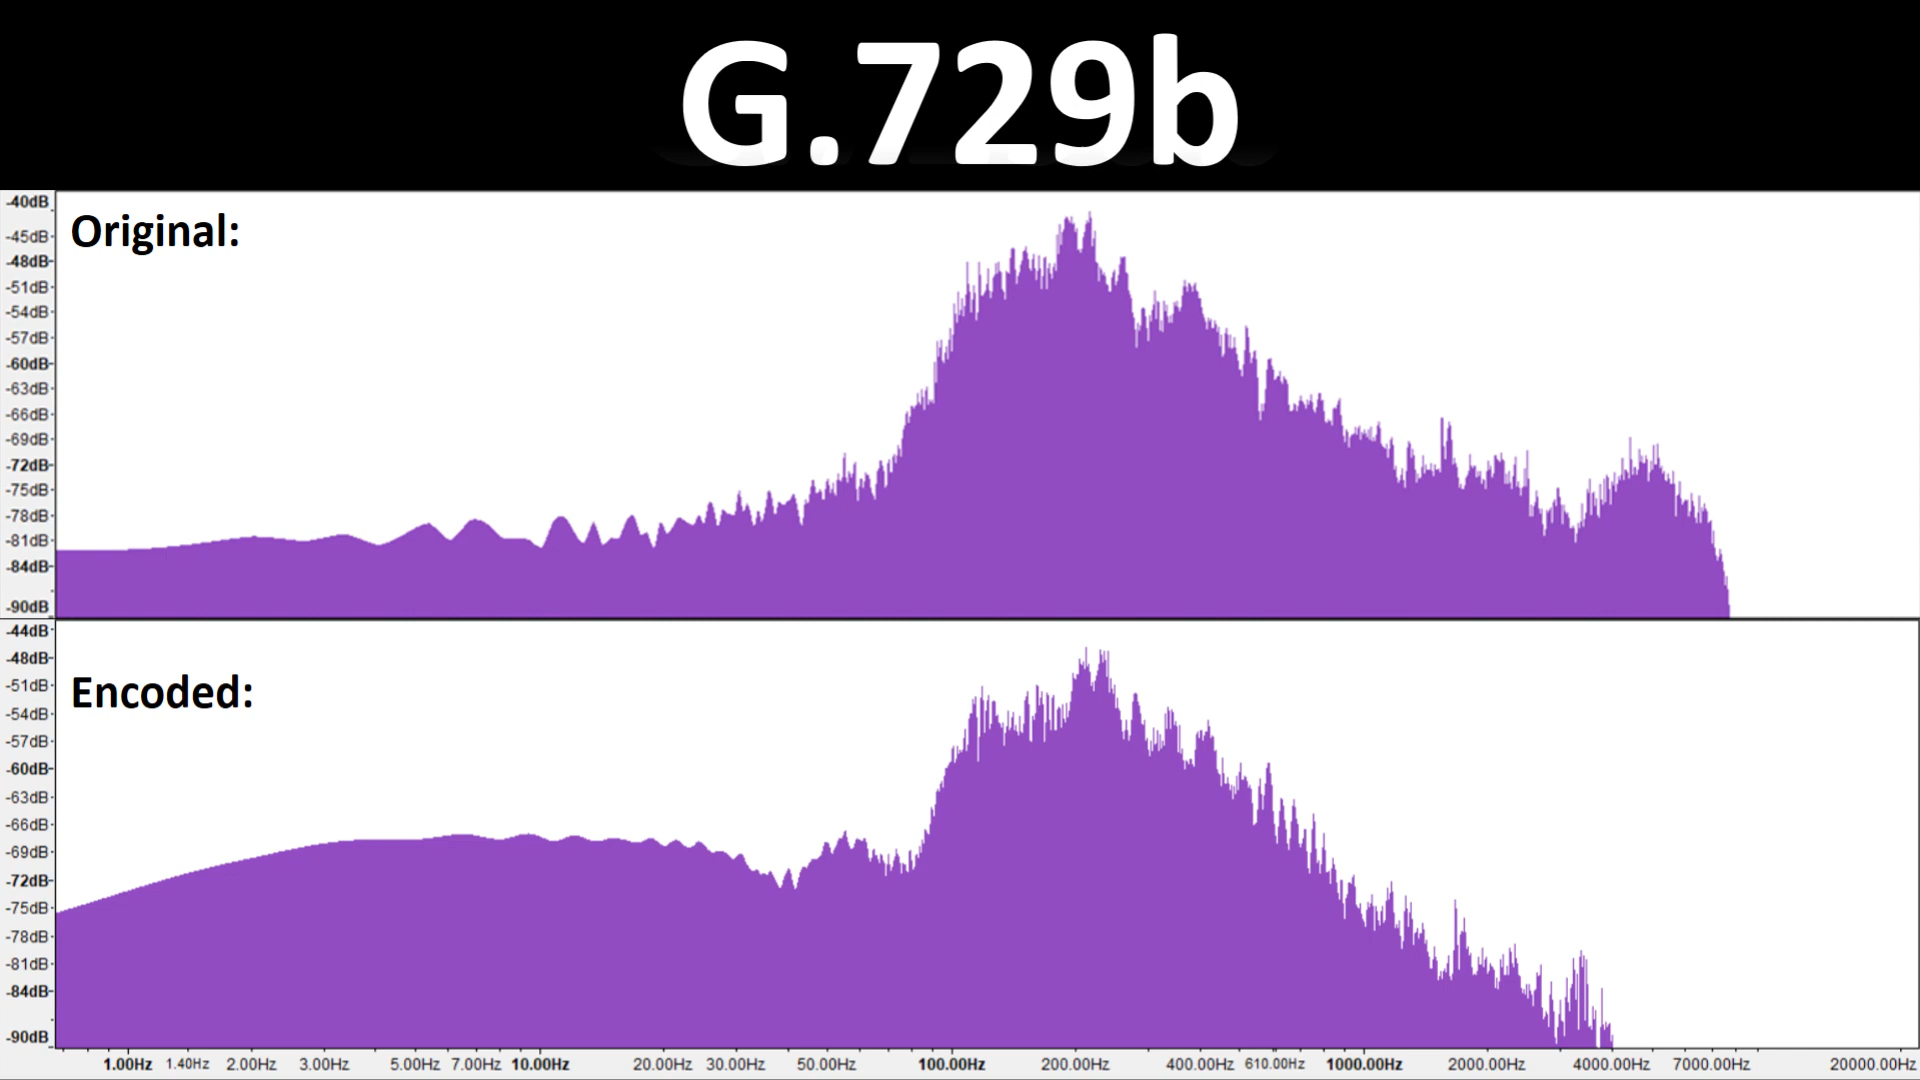 G.729b
-40dB
Original:
-45dB
-48dB
-51dB
-54dB
-57dB
-60dB
-63dB
-66dB
-69dB
-72dB
-75dB
-78dB
-81dB
-84dB
-90dB
-44dB
-48dB
Encoded:
-51dB
-54dB
-57dB
-60dB
-63dB
-66dB
-69dB
-72dB
-75dB
-78dB
-81dB
-84dB
-90dB
1.00Hz 1.40Hz 2.00Hz 3.00Hz 5.00Hz 7.00Hz 10.00Hz 20.00Hz 30.00Hz 50.00Hz 100.00Hz 200.00Hz 400.00Hz 610.00Hz 1000.00Hz 2000.00Hz 4000.00Hz 7000.00Hz 20000.00Hz